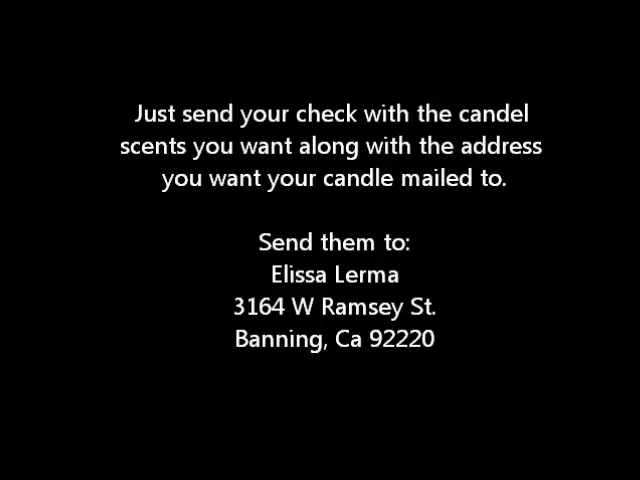 Just send your check with the candel
scents you want along with the address
you want your candle mailed to.
Send them to:
Elissa Lerma
3164 W Ramsey St.
Banning, Ca 92220